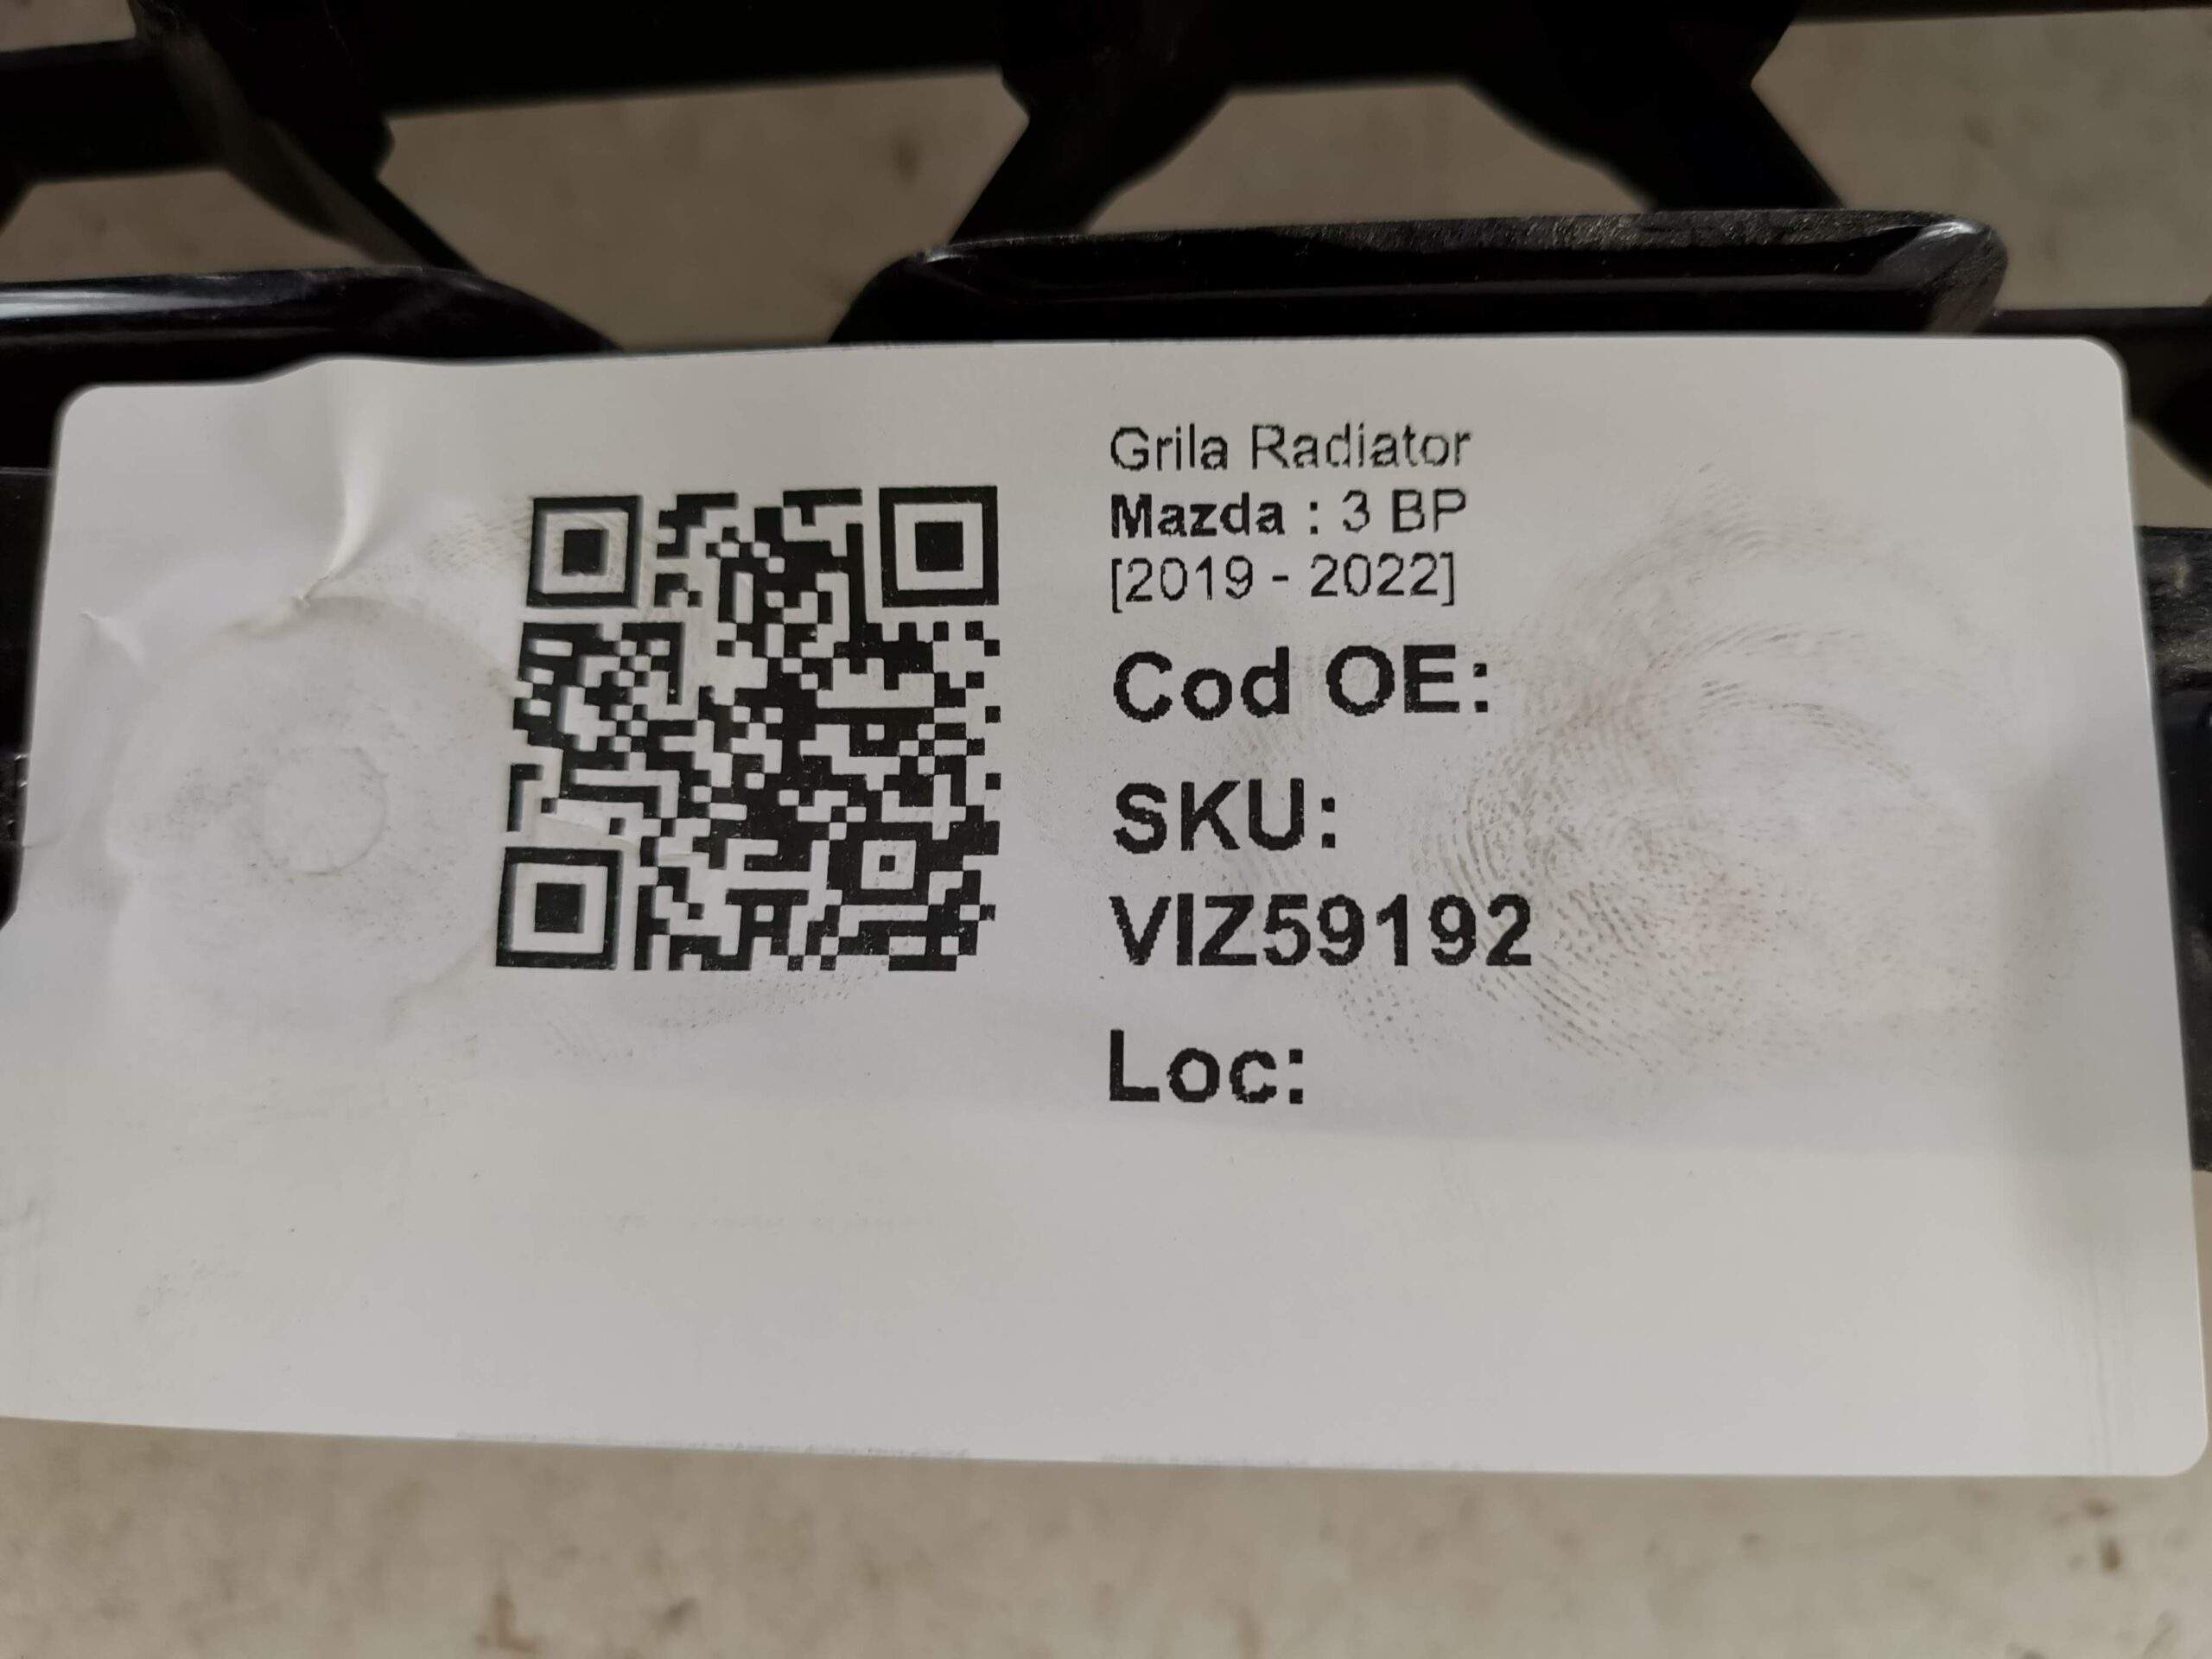 Grila Radiator
Mazda : 3 BP
[2019 - 2022]
Cod OE:
SKU:
VIZ59192
Loc: